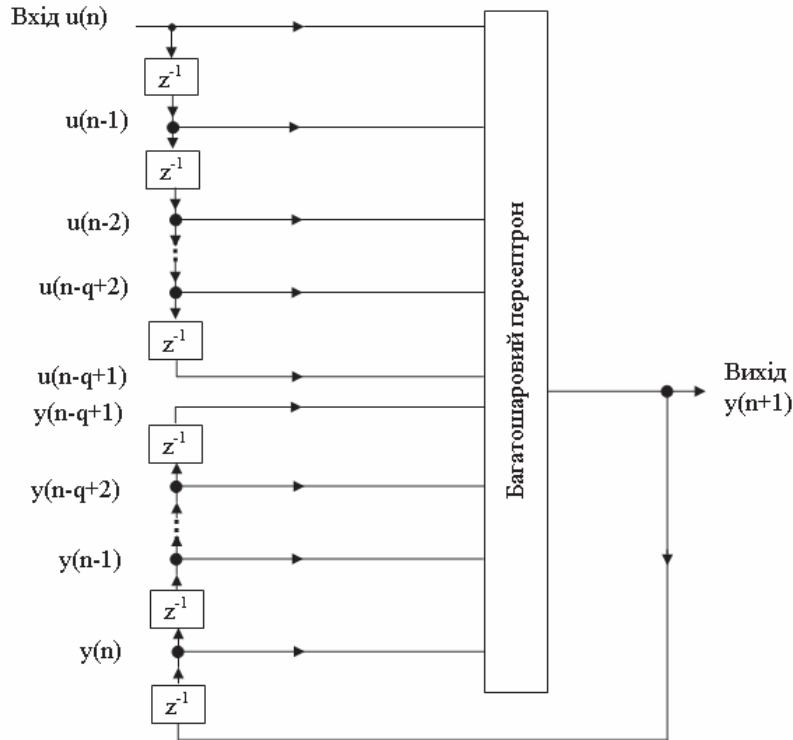 Вхід u(n)
z-1
u(n-1)
z-1
u(n-2)
u(n-q+2)
z-1
u(n-q+1)
y(n-q+1)
z-1
y(n-q+2)
y(n-1)
z-1
y(n)
z-1
Багатошаровий персептрон
Вихід
y(n+1)